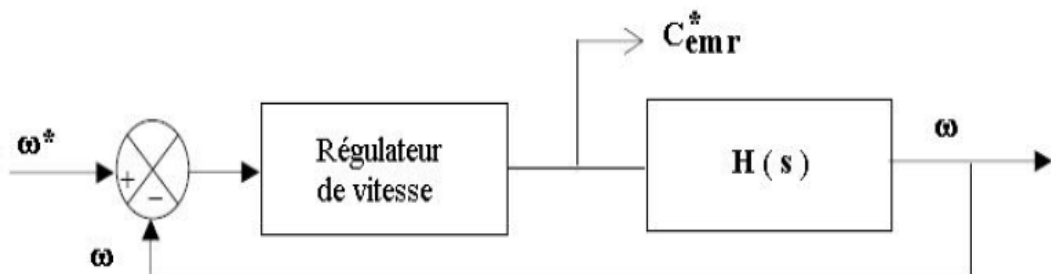 C*emr
ω*
+
−
ω
Régulateur
de vitesse
H ( s )
ω